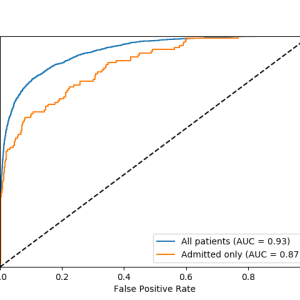 All patients (AUC = 0.93)
Admitted only (AUC = 0.87
0.2 0.4 0.6 0.8
False Positive Rate